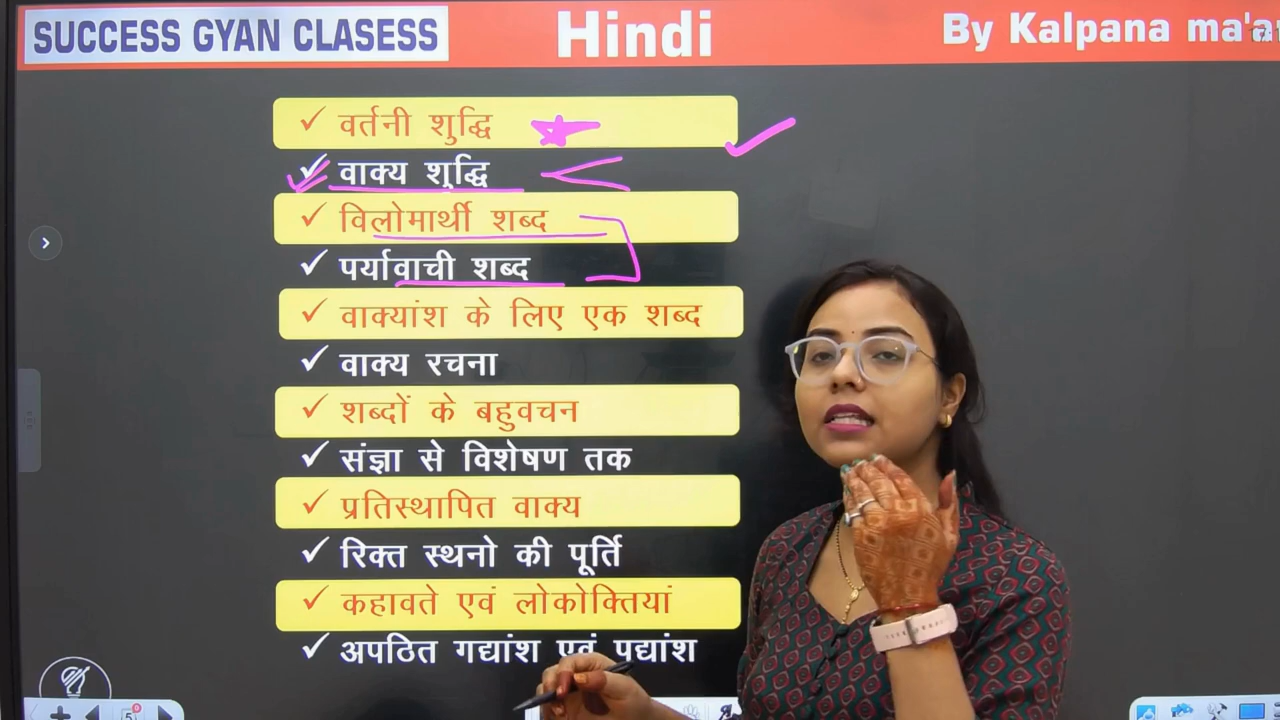 SUCCESS GYAN CLASESS
Hindi
By Kalpana ma'a
वर्तनी शुद्धि
वाक्य शुद्धि
विलोमार्थी शब्द
पर्यावाची शब्द
वाक्यांश के लिए एक शब्द
वाक्य रचना
शब्दों के बहुवचन
संज्ञा से विशेषण तक
प्रतिस्थापित वाक्य
रिक्त स्थनो की पूर्ति
कहावते एवं लोकोक्तियां
अपठित गद्यांश एवं पद्यांश
5